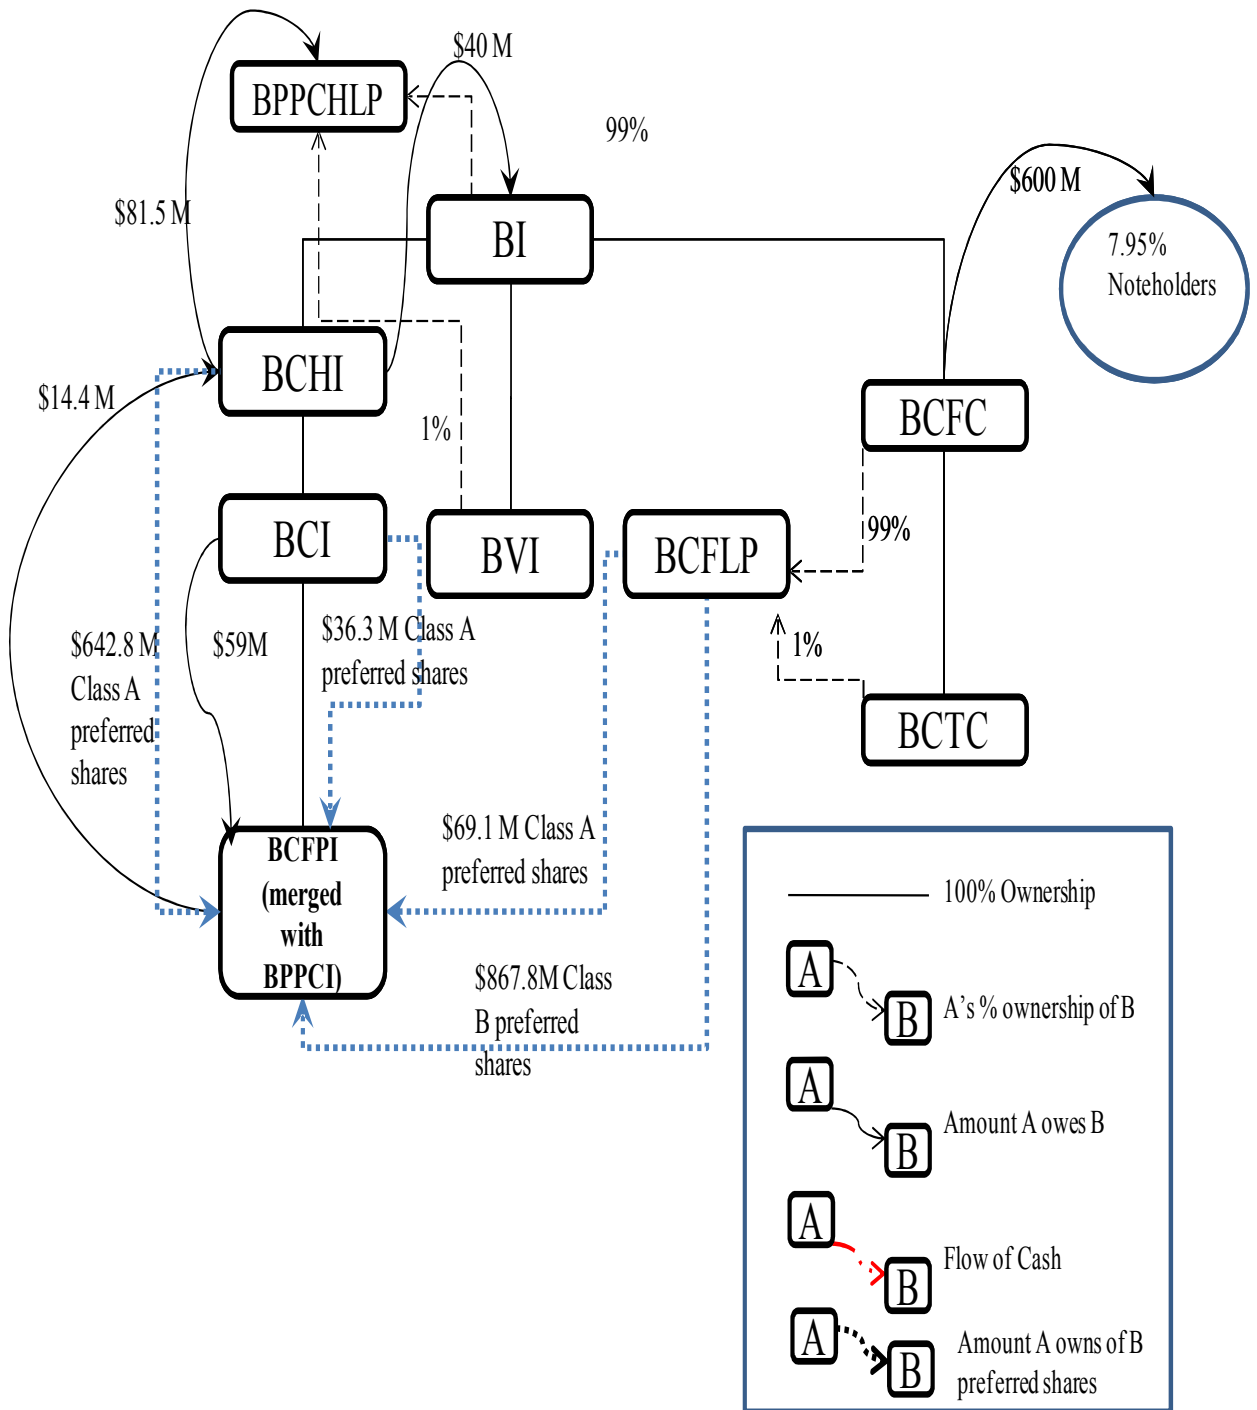 $40 M
BPPCHLP
99%
$600 M
$81.5 M
BI
7.95%
Noteholders
BCHI
$14.4 M
BCFC
1%
BCI
BVI
BCFLP
99%
$36.3 M Class A
preferred shares
$642.8 M
Class A
preferred
shares
$59M
1%
BCTC
$69.1 M Class A
preferred shares
BCFPI
(merged
with
BPPCI)
$867.8M Class
B preferred
shares
100% Ownership
A
B
A's % ownership of B
A
B
Amount A owes B
A
B
Flow of Cash
A
B
Amount A owns of B
preferred shares